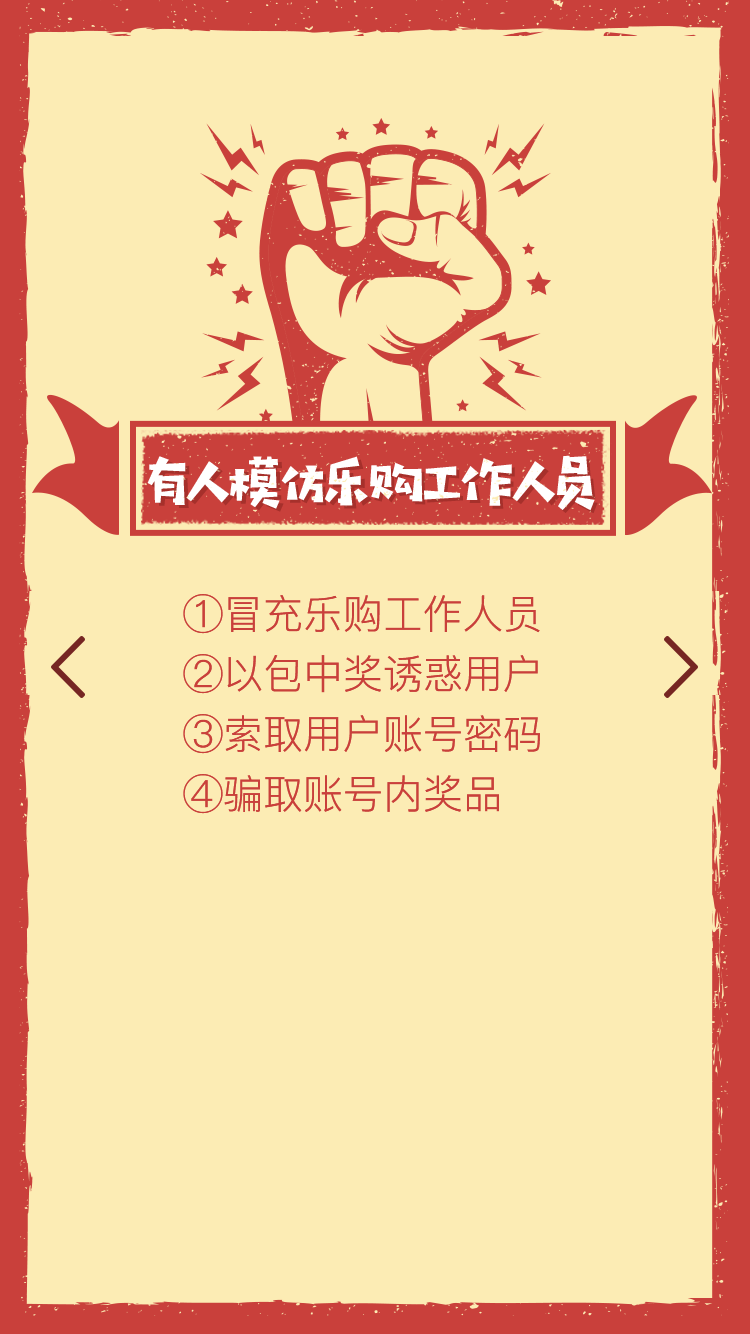 有人模仿乐购工作人员
①冒充乐购工作人员
②以包中奖诱惑用户
③索取用户账号密码
④骗取账号内奖品